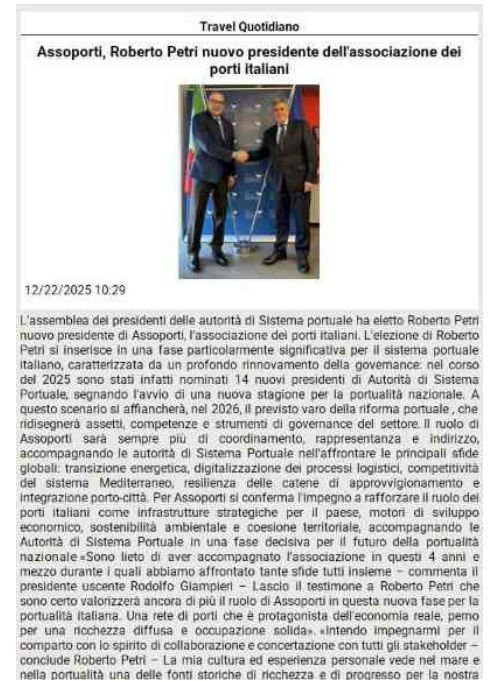 Travel Quotidiano
Assoporti, Roberto Petri nuovo presidente dell'associazione dei
porti italiani
12/22/2025 10:29
L'assemblea dei presidenti delle autorità di Sistema portuale ha eletto Roberto Petri
nuovo presidente di Assoporti, l'associazione dei porti italiani. L'elezione di Roberto
Petri si inserisce in una fase particolarmente significativa per il sistema portuale
italiano, caratterizzata da un profondo rinnovamento della governance: nel corso
del 2025 sono stati infatti nominati 14 nuovi presidenti di Autorità di Sistema
Portuale, segnando l'avvio di una nuova stagione per la portualità nazionale. A
questo scenario si affiancherà, nel 2026, il previsto varo della riforma portuale , che
ridisegnerà assetti, competenze e strumenti di governance del settore. Il ruolo di
Assoporti sarà sempre più di coordinamento, rappresentanza e indirizzo,
accompagnando le autorità di Sistema Portuale nell'affrontare le principali sfide
globali: transizione energetica, digitalizzazione dei processi logistici, competitività
del sistema Mediterraneo, resilienza delle catene di approvvigionamento e
integrazione porto-città. Per Assoporti si conferma l'impegno a rafforzare il ruolo dei
porti italiani come infrastrutture strategiche per il paese, motori di sviluppo
economico, sostenibilità ambientale e coesione territoriale, accompagnando le
Autorità di Sistema Portuale in una fase decisiva per il futuro della portualità
nazionale «Sono lieto di aver accompagnato l'associazione in questi 4 anni e
mezzo durante i quali abbiamo affrontato tante sfide tutti insieme – commenta il
presidente uscente Rodolfo Giampieri – Lascio il testimone a Roberto Petri che
sono certo valorizzerà ancora di più il ruolo di Assoporti in questa nuova fase per la
portualità italiana. Una rete di porti che è protagonista dell'economia reale, perno
per una ricchezza diffusa e occupazione solida». «Intendo impegnarmi per il
comparto con lo spirito di collaborazione e concertazione con tutti gli stakeholder –
conclude Roberto Petri – La mia cultura ed esperienza personale vede nel mare e
nella portualità una delle fonti storiche di ricchezza e di progresso per la nostra